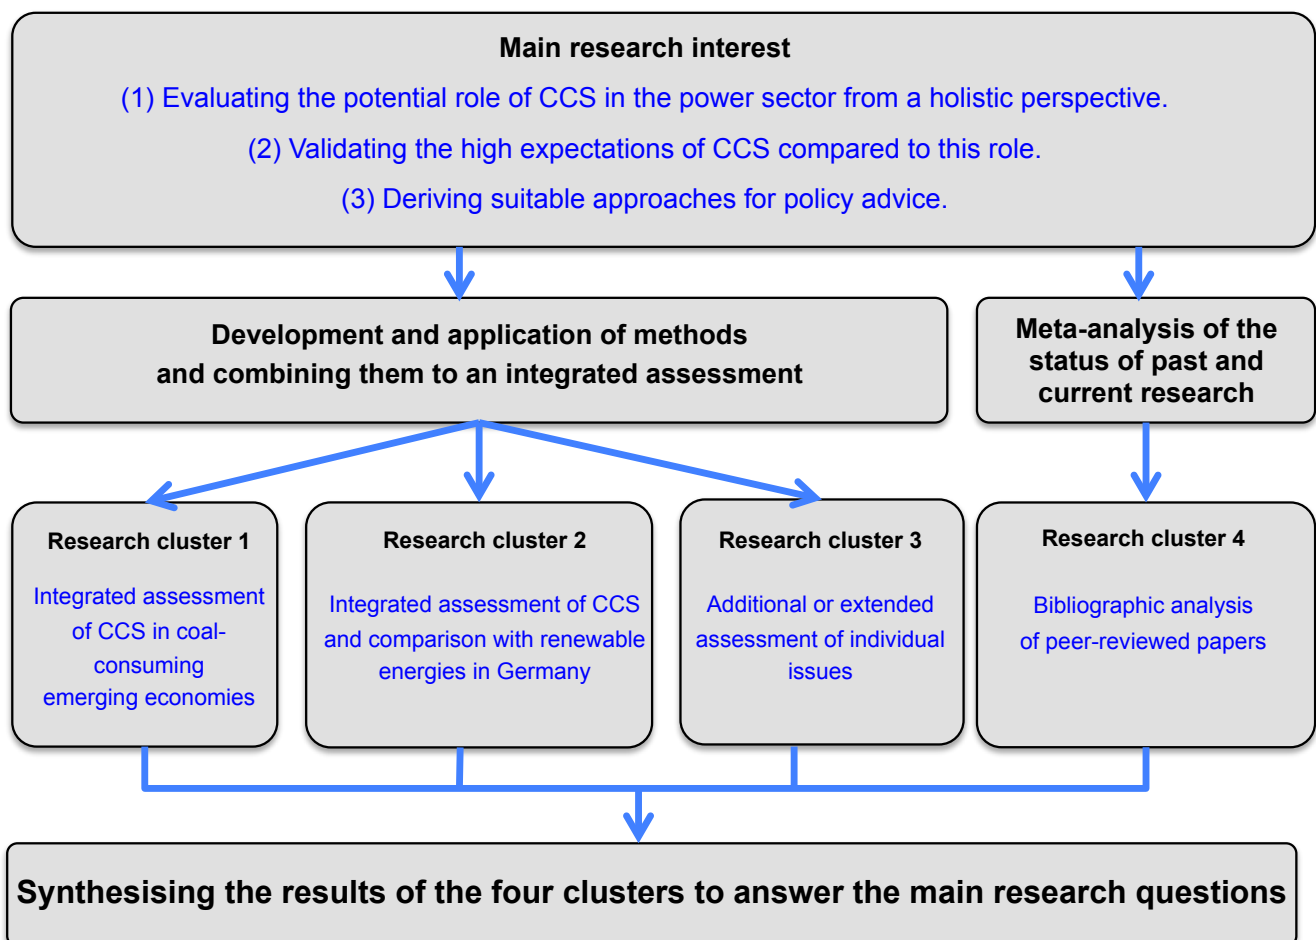 Main research interest
(1) Evaluating the potential role of CCS in the power sector from a holistic perspective.
(2) Validating the high expectations of CCS compared to this role.
(3) Deriving suitable approaches for policy advice.
Development and application of methods
and combining them to an integrated assessment
Meta-analysis of the
status of past and
current research
Research cluster 1
Integrated assessment
of CCS in coal-
consuming
emerging economies
Research cluster 2
Integrated assessment of CCS
and comparison with renewable
energies in Germany
Research cluster 3
Additional or extended
assessment of individual
issues
Research cluster 4
Bibliographic analysis
of peer-reviewed papers
Synthesising the results of the four clusters to answer the main research questions